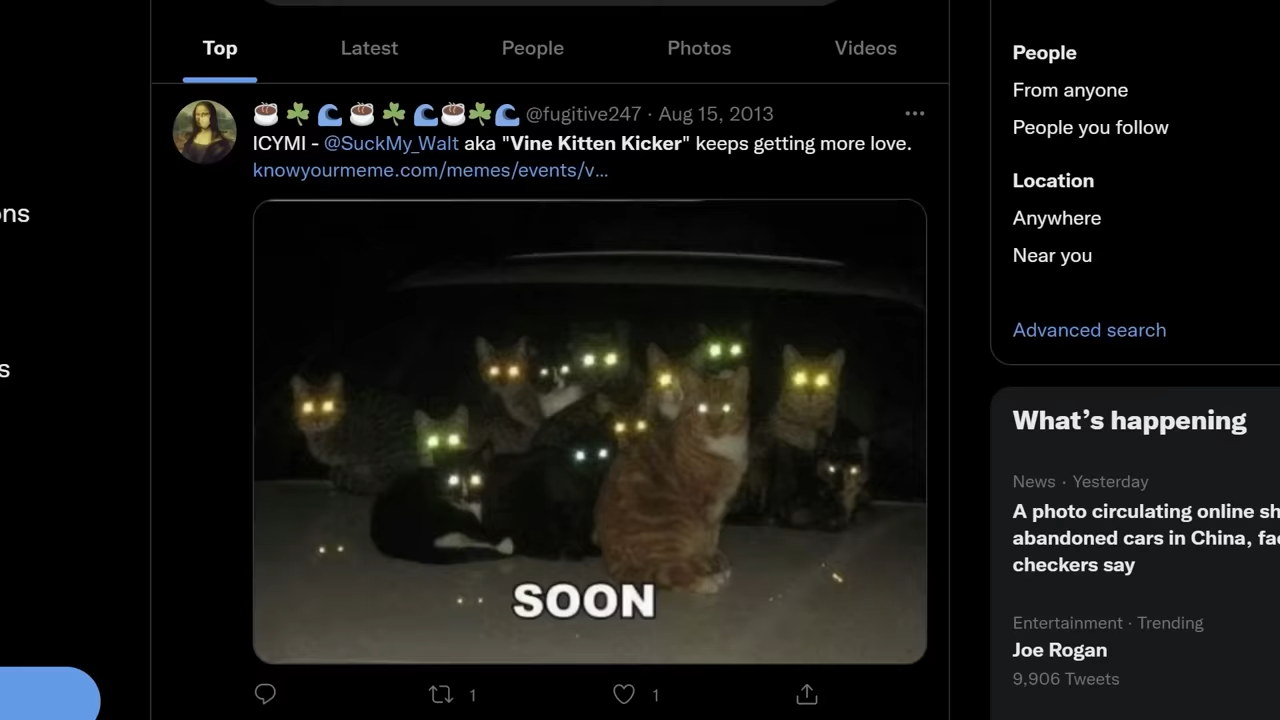 Top
Latest
People
Photos
Videos
☕ ☘️ 🌊 ☕ ☘️ 🌊☕☘️🌊 @fugitive247 · Aug 15, 2013
ICYMI - @SuckMy_Walt aka "Vine Kitten Kicker" keeps getting more love.
knowyourmeme.com/memes/events/v…
SOON
1
1
ons
s
People
From anyone
People you follow
Location
Anywhere
Near you
Advanced search
What’s happening
News · Yesterday
A photo circulating online sh
abandoned cars in China, fac
checkers say
Entertainment · Trending
Joe Rogan
9,906 Tweets